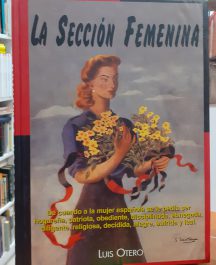 LA SECCIÓN FEMENINA
De cuando a la mujer española se le pedía ser
hogareña, patriota, obediente, disciplinada, abnegada,
diligente, religiosa, decidida, alegre, sufrida y leal.
LUIS OTERO